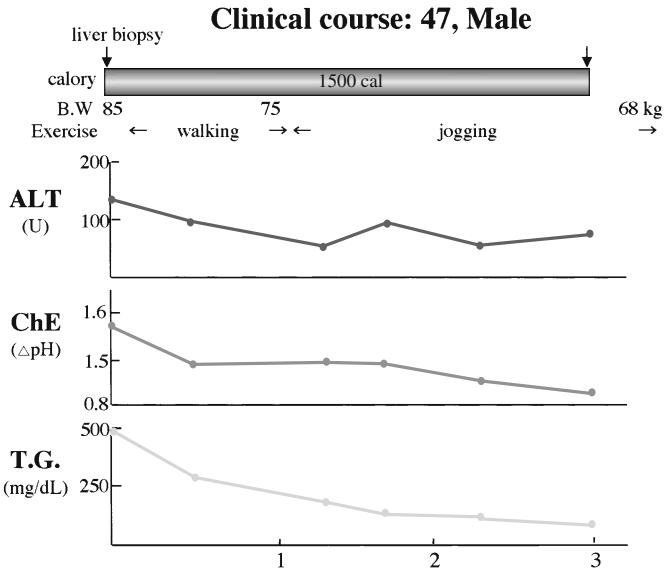 Clinical course: 47, Male
liver biopsy
calory 1500 cal
B.W 85 75 68 kg
Exercise ← walking → ← jogging →
200
ALT
100
(U)
1.6
ChE
(△pH)
1.5
0.8
500
T.G.
(mg/dL) 250
1 2 3